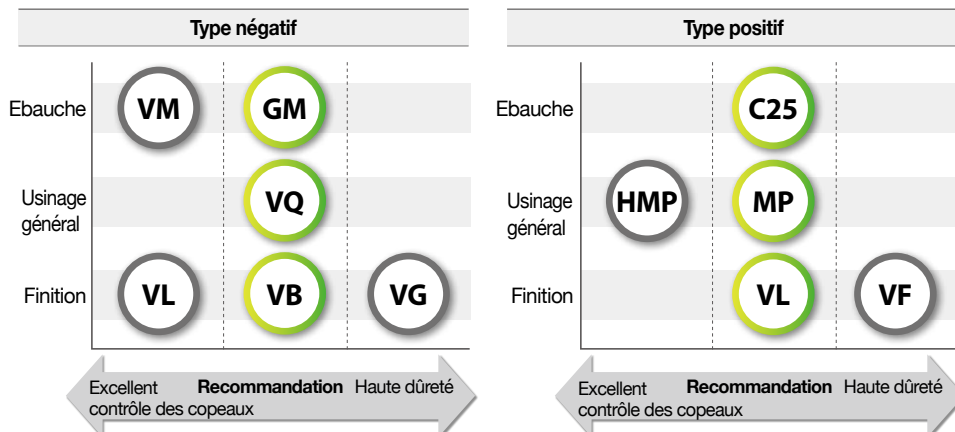 Type négatif
Ebauche
VM
GM
Usinage
général
VQ
Finition
VL
VB
VG
Excellent
contrôle des copeaux
Recommandation
Haute dûreté
Type positif
Ebauche
C25
Usinage
général
HMP
MP
Finition
VL
VF
Excellent
contrôle des copeaux
Recommandation
Haute dûreté